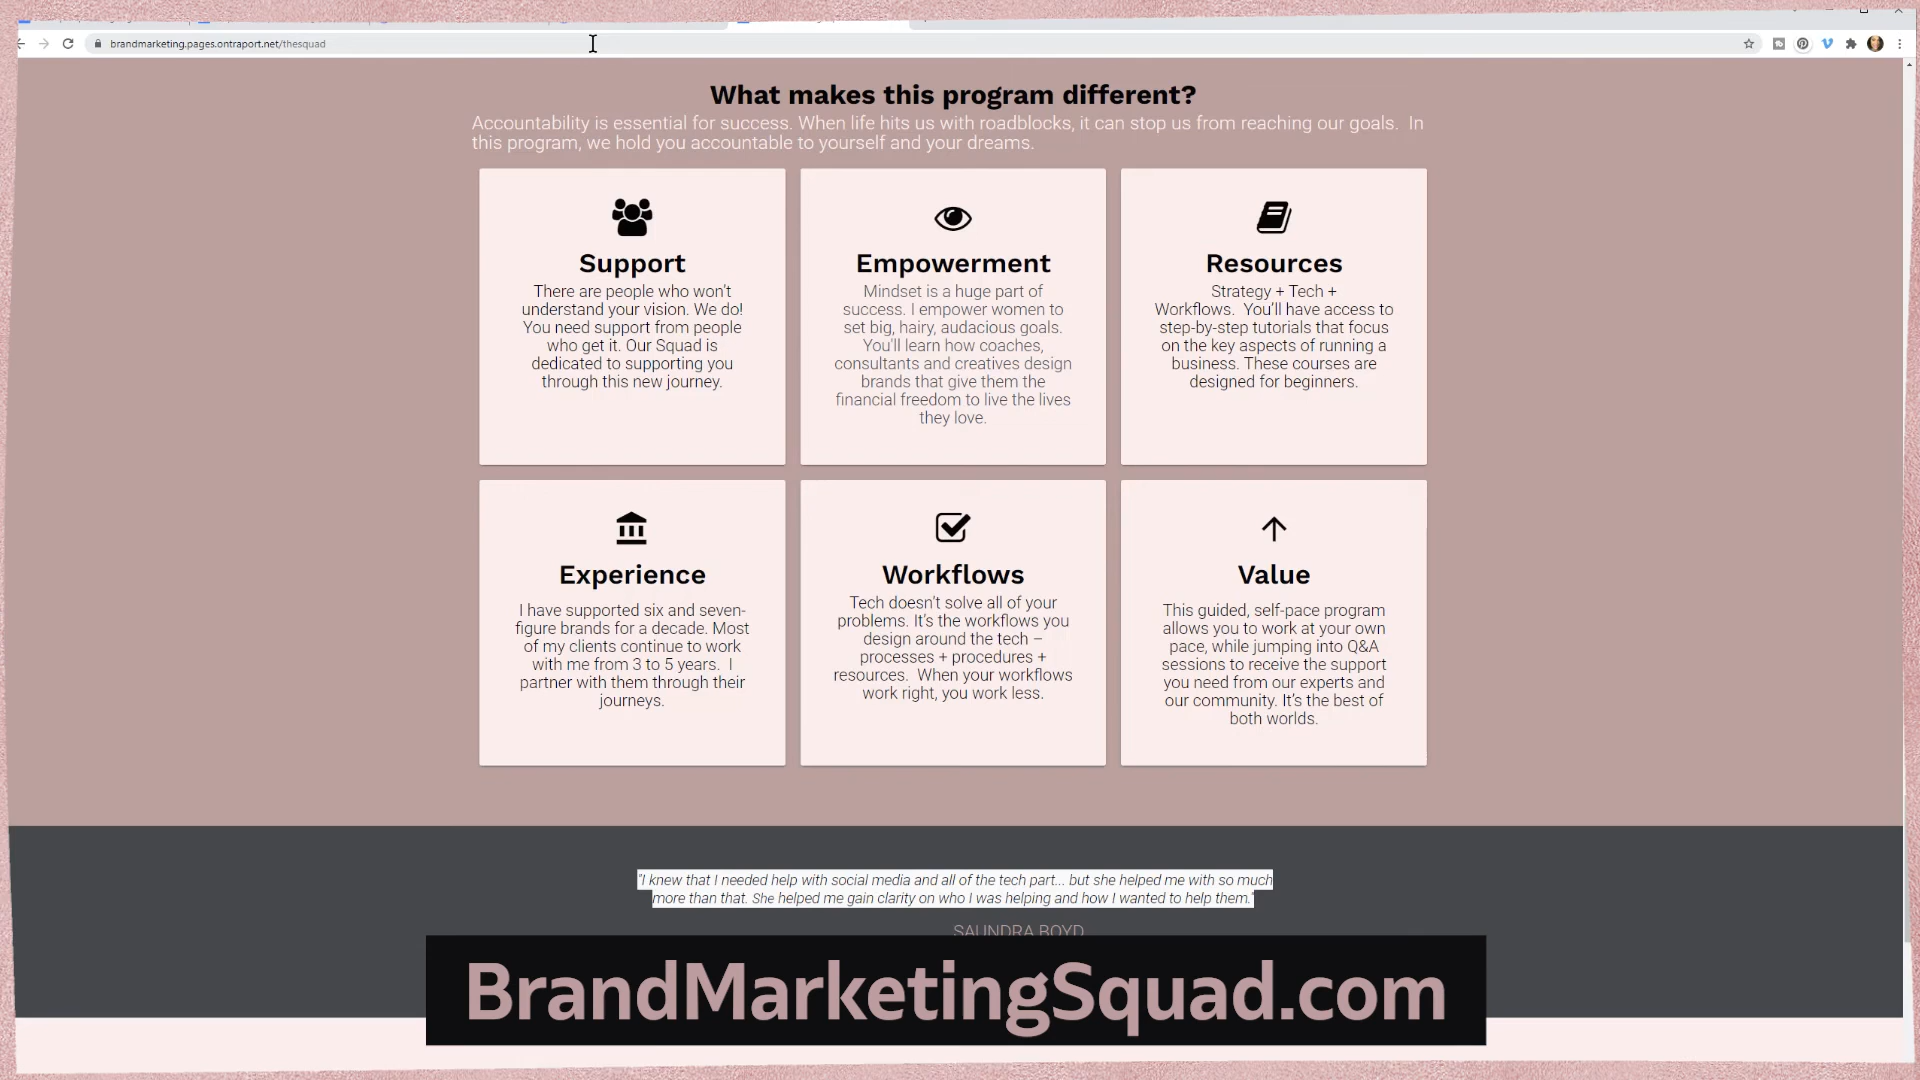 brandmarketing.pages.ontraport.net/thesquad
What makes this program different?
Accountability is essential for success. When life hits us with roadblocks, it can stop us from reaching our goals. In
this program, we hold you accountable to yourself and your dreams.
Support
There are people who won't
understand your vision. We do!
You need support from people
who get it. Our Squad is
dedicated to supporting you
through this new journey.
Empowerment
Mindset is a huge part of
success. I empower women to
set big, hairy, audacious goals.
You'll learn how coaches,
consultants and creatives design
brands that give them the
financial freedom to live the lives
they love.
Resources
Strategy + Tech +
Workflows. You'll have access to
step-by-step tutorials that focus
on the key aspects of running a
business. These courses are
designed for beginners.
Experience
I have supported six and seven-
figure brands for a decade. Most
of my clients continue to work
with me from 3 to 5 years. I
partner with them through their
journeys.
Workflows
Tech doesn't solve all of your
problems. It's the workflows you
design around the tech –
processes + procedures +
resources. When your workflows
work right, you work less.
Value
This guided, self-pace program
allows you to work at your own
pace, while jumping into Q&A
sessions to receive the support
you need from our experts and
our community. It's the best of
both worlds.
"I knew that I needed help with social media and all of the tech part... but she helped me with so much
more than that. She helped me gain clarity on who I was helping and how I wanted to help them."
SAUNDRA BOYD
BrandMarketingSquad.com